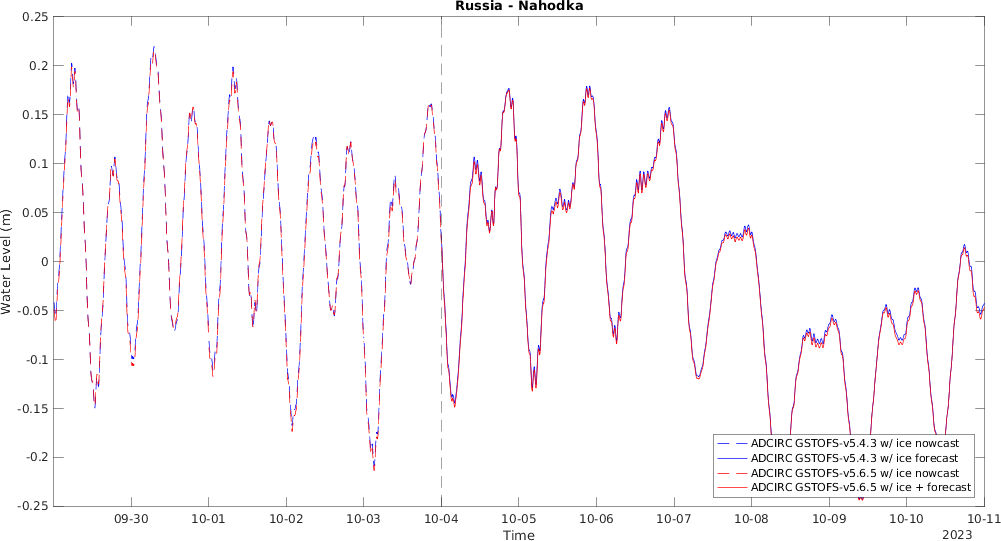 Russia - Nahodka
0.25
0.2
0.15
0.1
0.05
0
-0.05
-0.1
-0.15
-0.2
-0.25
Water Level (m)
ADCIRC GSTOFS-v5.4.3 w/ ice nowcast
ADCIRC GSTOFS-v5.4.3 w/ ice forecast
ADCIRC GSTOFS-v5.6.5 w/ ice nowcast
ADCIRC GSTOFS-v5.6.5 w/ ice + forecast
09-30 10-01 10-02 10-03 10-04 10-05 10-06 10-07 10-08 10-09 10-10 10-11
Time
2023